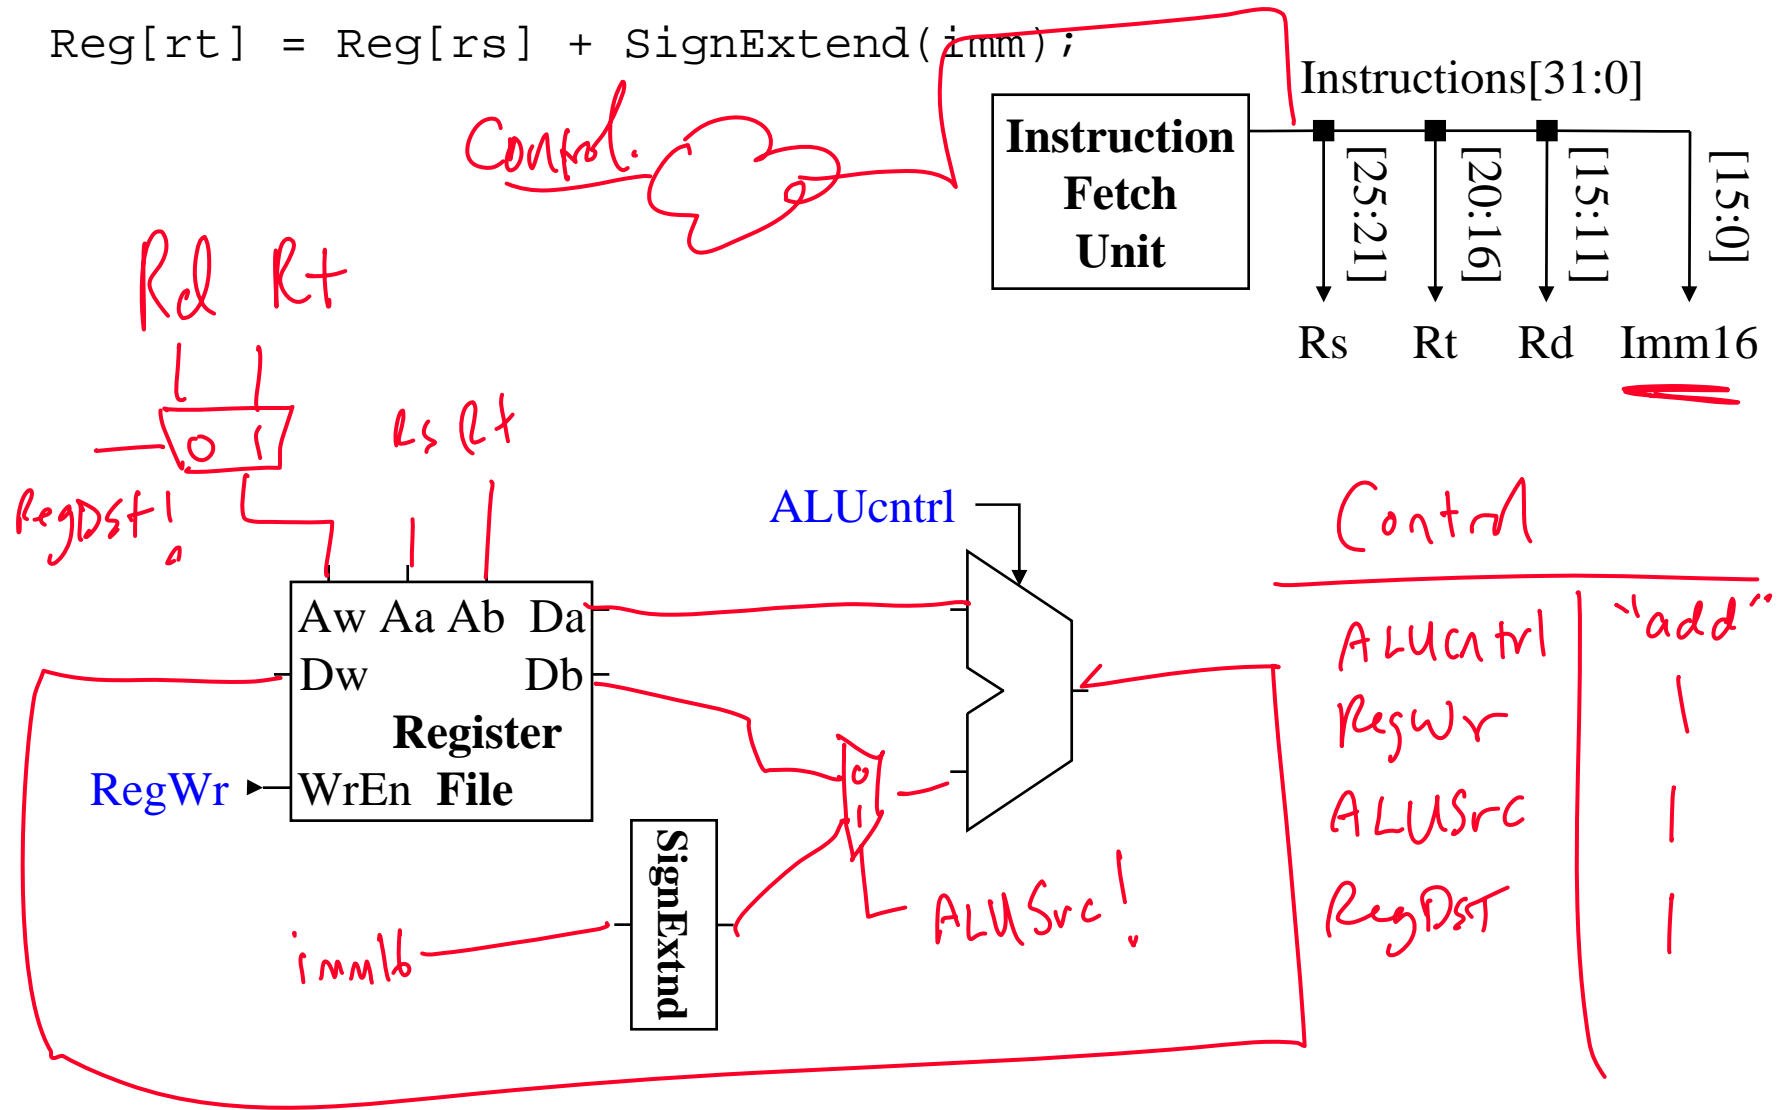 Reg[rt] = Reg[rs] + SignExtend(imm);
Control.
Instruction
Fetch
Unit
Instructions[31:0]
[25:21]
[20:16]
[15:11]
[15:0]
Rs Rt Rd Imm16
Rd Rt
0 1
RegDst!
Rs Rt
ALUcntrl
Aw Aa Ab Da
Dw Db
Register
WrEn File
RegWr
0
1
SignExtnd
imm16
ALUSrc!
Control
ALUcntrl "add"
RegWr 1
ALUSrc 1
RegDST 1